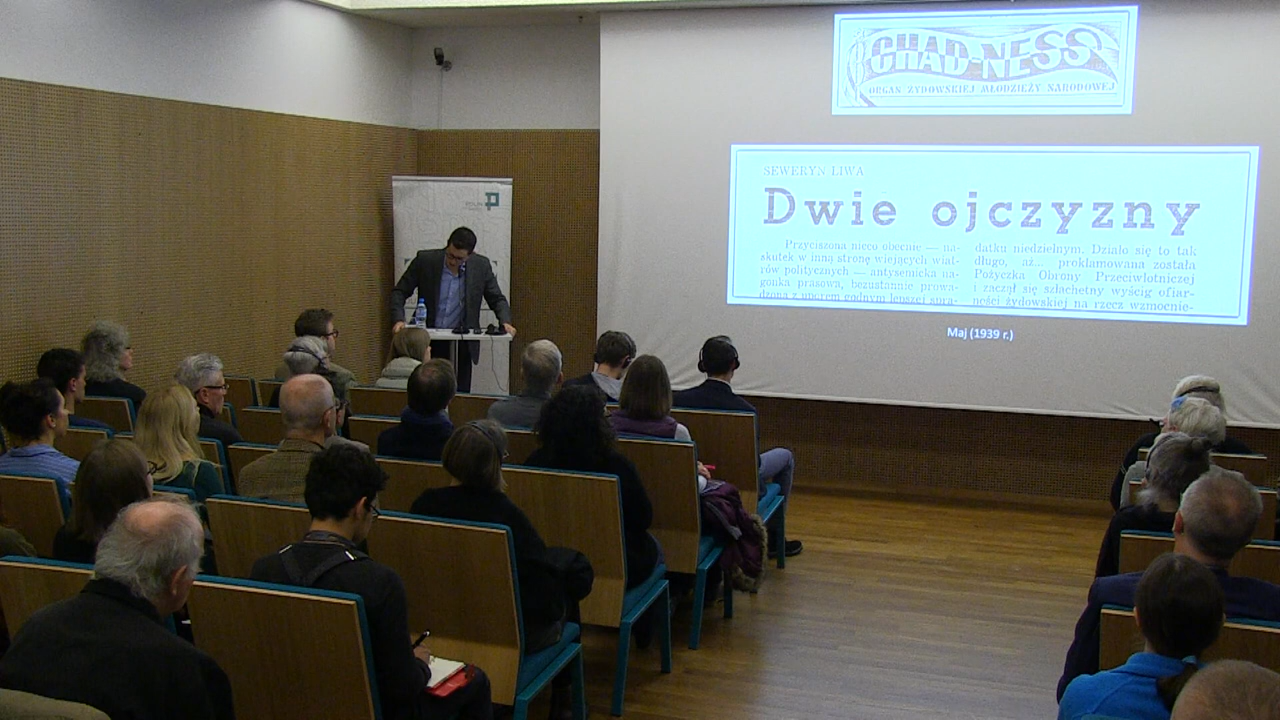 CHAD-NESS
ORGAN ŻYDOWSKIEJ MŁODZIEŻY NARODOWEJ
SEWERYN LIWA
Dwie ojczyzny
Przyciszona nieco obecnie — na-
skutek w inną stronę wiejących wiat-
rów politycznych — antysemicka na-
gonka prasowa, bezustannie prowa-
dzona z uporem godnym lepszej spra-
datku niedzielnym. Działo się to tak
długo, aż... proklamowana została
Pożyczka Obrony Przeciwlotniczej
i zaczął się szlachetny wyścig ofiar-
ności żydowskiej na rzecz wzmocnie-
Maj (1939 r.)